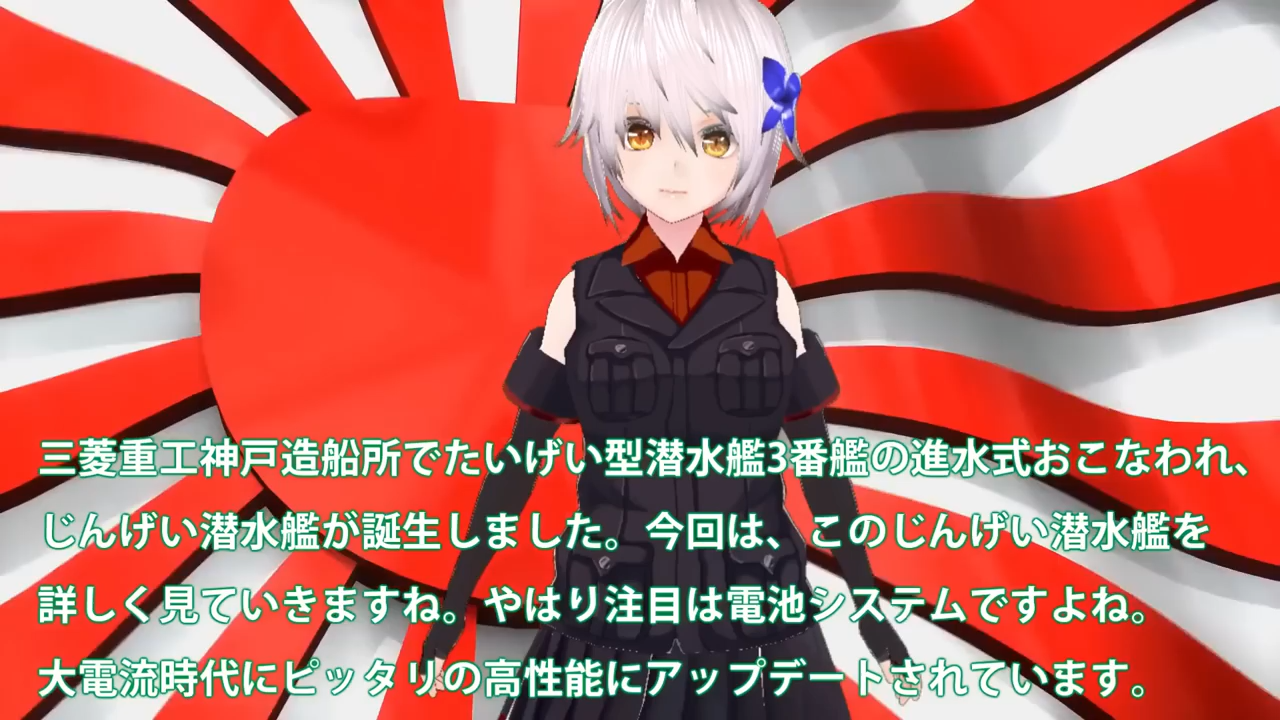 三菱重工神戸造船所でたいげい型潜水艦3番艦の進水式おこなわれ、
じんげい潜水艦が誕生しました。今回は、このじんげい潜水艦を
詳しく見ていきますね。やはり注目は電池システムですよね。
大電流時代にピッタリの高性能にアップデートされています。